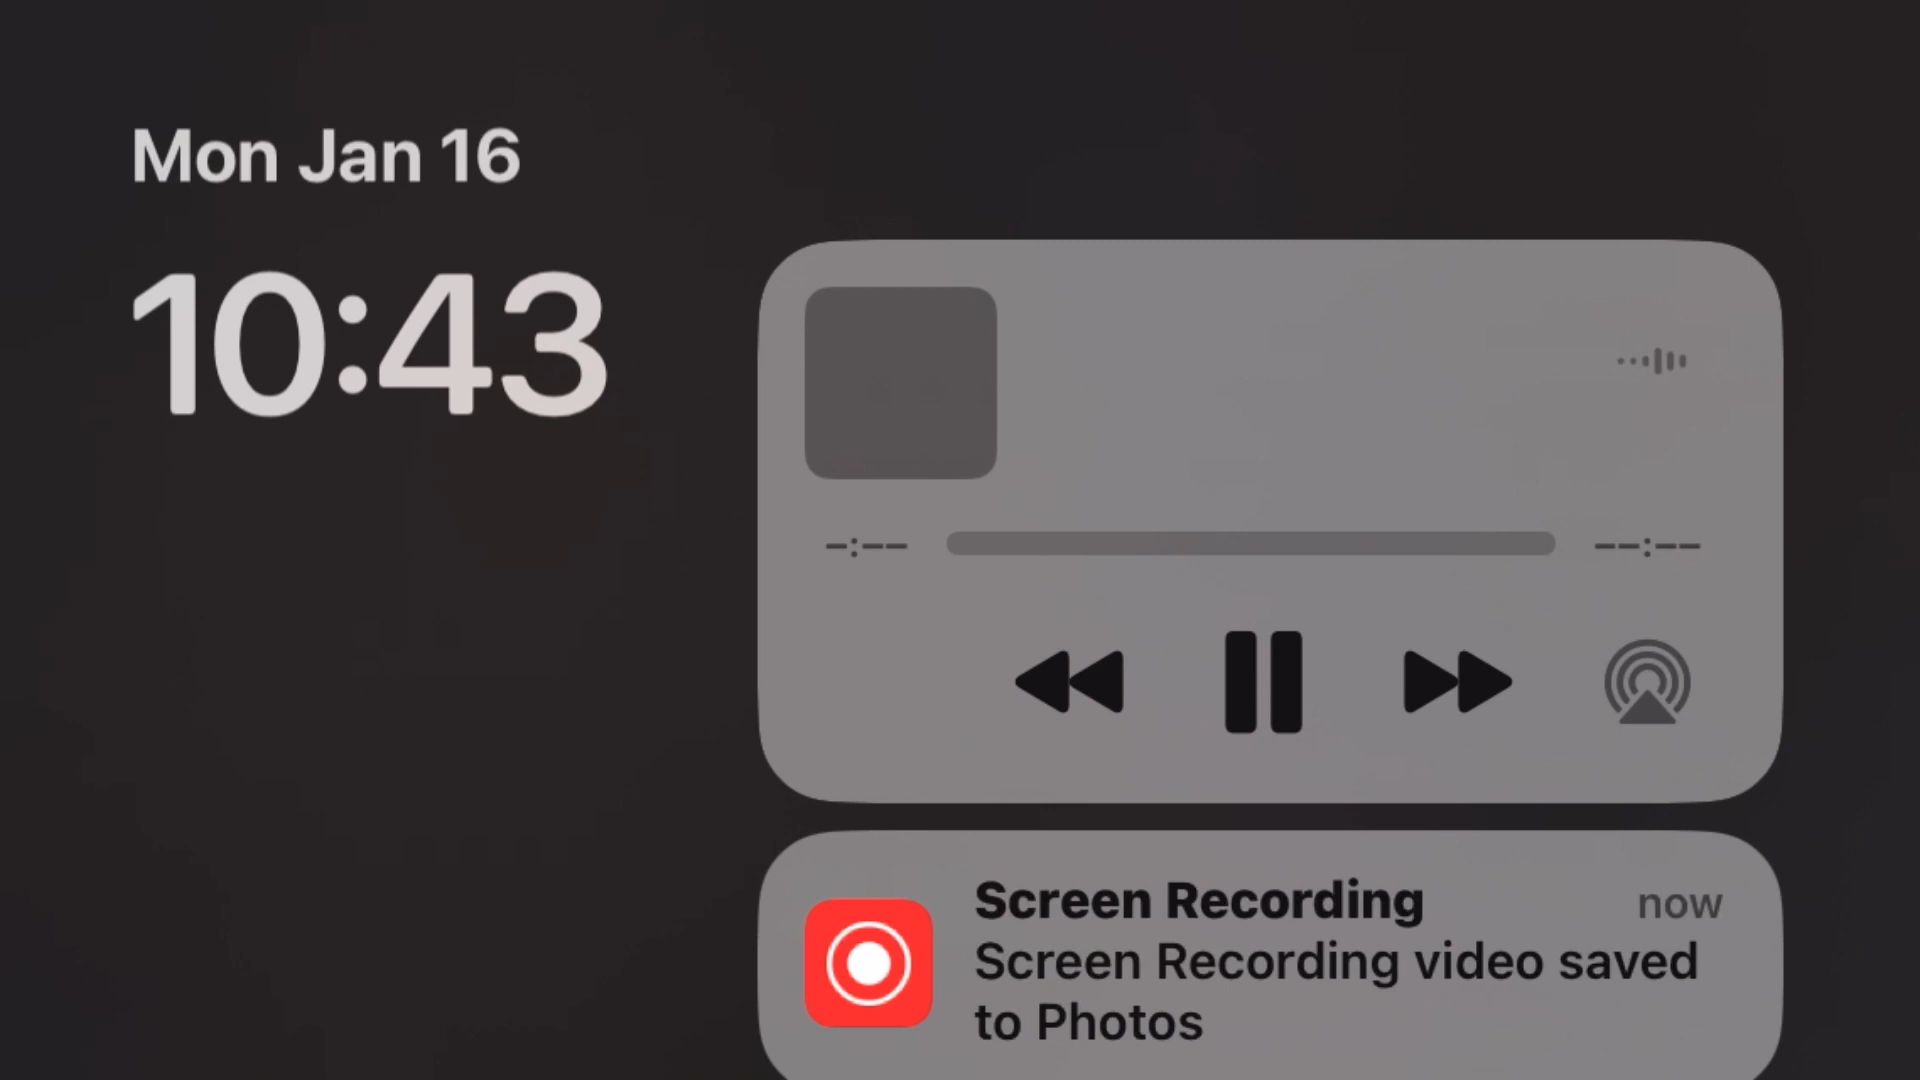 Mon Jan 16
10:43
-:--
--:--
Screen Recording
now
Screen Recording video saved
to Photos